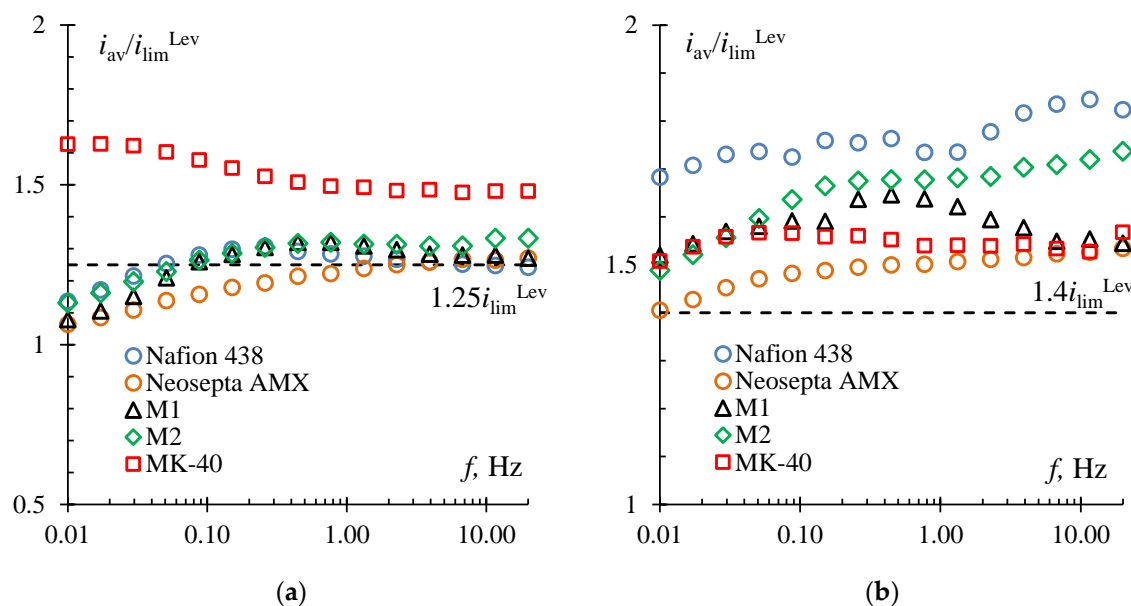 2
i_av/i_lim^Lev
1.5
1
0.5
1.25i_lim^Lev
Nafion 438
Neosepta AMX
M1
M2
MK-40
f, Hz
0.01
0.10
1.00
10.00
(a)
2
i_av/i_lim^Lev
1.5
1
1.4i_lim^Lev
Nafion 438
Neosepta AMX
M1
M2
MK-40
f, Hz
0.01
0.10
1.00
10.00
(b)